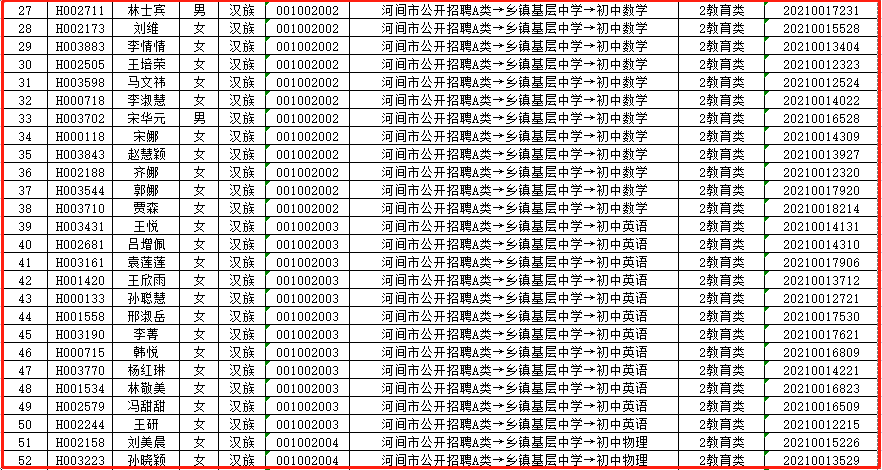 27 H002711 林士宾 男 汉族 001002002 河间市公开招聘A类→乡镇基层中学→初中数学 2教育类 20210017231
28 H002173 刘维 女 汉族 001002002 河间市公开招聘A类→乡镇基层中学→初中数学 2教育类 20210015528
29 H003883 李情情 女 汉族 001002002 河间市公开招聘A类→乡镇基层中学→初中数学 2教育类 20210013404
30 H002505 王培荣 女 汉族 001002002 河间市公开招聘A类→乡镇基层中学→初中数学 2教育类 20210012323
31 H003598 马文祎 女 汉族 001002002 河间市公开招聘A类→乡镇基层中学→初中数学 2教育类 20210012524
32 H000718 李淑慧 女 汉族 001002002 河间市公开招聘A类→乡镇基层中学→初中数学 2教育类 20210014022
33 H003702 宋华元 男 汉族 001002002 河间市公开招聘A类→乡镇基层中学→初中数学 2教育类 20210016528
34 H000118 宋娜 女 汉族 001002002 河间市公开招聘A类→乡镇基层中学→初中数学 2教育类 20210014309
35 H003843 赵慧颖 女 汉族 001002002 河间市公开招聘A类→乡镇基层中学→初中数学 2教育类 20210013927
36 H002188 齐娜 女 汉族 001002002 河间市公开招聘A类→乡镇基层中学→初中数学 2教育类 20210012320
37 H003544 郭娜 女 汉族 001002002 河间市公开招聘A类→乡镇基层中学→初中数学 2教育类 20210017920
38 H003710 贾森 女 汉族 001002002 河间市公开招聘A类→乡镇基层中学→初中数学 2教育类 20210018214
39 H003431 王悦 女 汉族 001002003 河间市公开招聘A类→乡镇基层中学→初中英语 2教育类 20210014131
40 H002681 吕增佩 女 汉族 001002003 河间市公开招聘A类→乡镇基层中学→初中英语 2教育类 20210014310
41 H003161 袁莲莲 女 汉族 001002003 河间市公开招聘A类→乡镇基层中学→初中英语 2教育类 20210017906
42 H001420 王欣雨 女 汉族 001002003 河间市公开招聘A类→乡镇基层中学→初中英语 2教育类 20210013712
43 H000133 孙聪慧 女 汉族 001002003 河间市公开招聘A类→乡镇基层中学→初中英语 2教育类 20210012721
44 H001558 邢淑岳 女 汉族 001002003 河间市公开招聘A类→乡镇基层中学→初中英语 2教育类 20210017530
45 H003190 李菁 女 汉族 001002003 河间市公开招聘A类→乡镇基层中学→初中英语 2教育类 20210017621
46 H000715 韩悦 女 汉族 001002003 河间市公开招聘A类→乡镇基层中学→初中英语 2教育类 20210016809
47 H003770 杨红琳 女 汉族 001002003 河间市公开招聘A类→乡镇基层中学→初中英语 2教育类 20210014221
48 H001534 林敬美 女 汉族 001002003 河间市公开招聘A类→乡镇基层中学→初中英语 2教育类 20210016823
49 H002579 冯甜甜 女 汉族 001002003 河间市公开招聘A类→乡镇基层中学→初中英语 2教育类 20210016509
50 H002244 王研 女 汉族 001002003 河间市公开招聘A类→乡镇基层中学→初中英语 2教育类 20210012215
51 H002158 刘美晨 女 汉族 001002004 河间市公开招聘A类→乡镇基层中学→初中物理 2教育类 20210015226
52 H003223 孙晓颖 女 汉族 001002004 河间市公开招聘A类→乡镇基层中学→初中物理 2教育类 20210013529